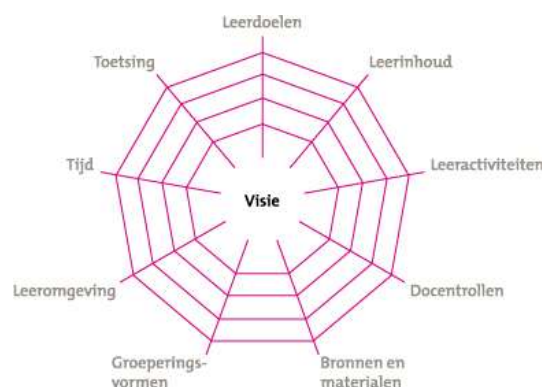 Leerdoelen
Toetsing
Leerinhoud
Tijd
Leeractiviteiten
Visie
Leeromgeving
Docentrollen
Groeperings-
vormen
Bronnen en
materialen